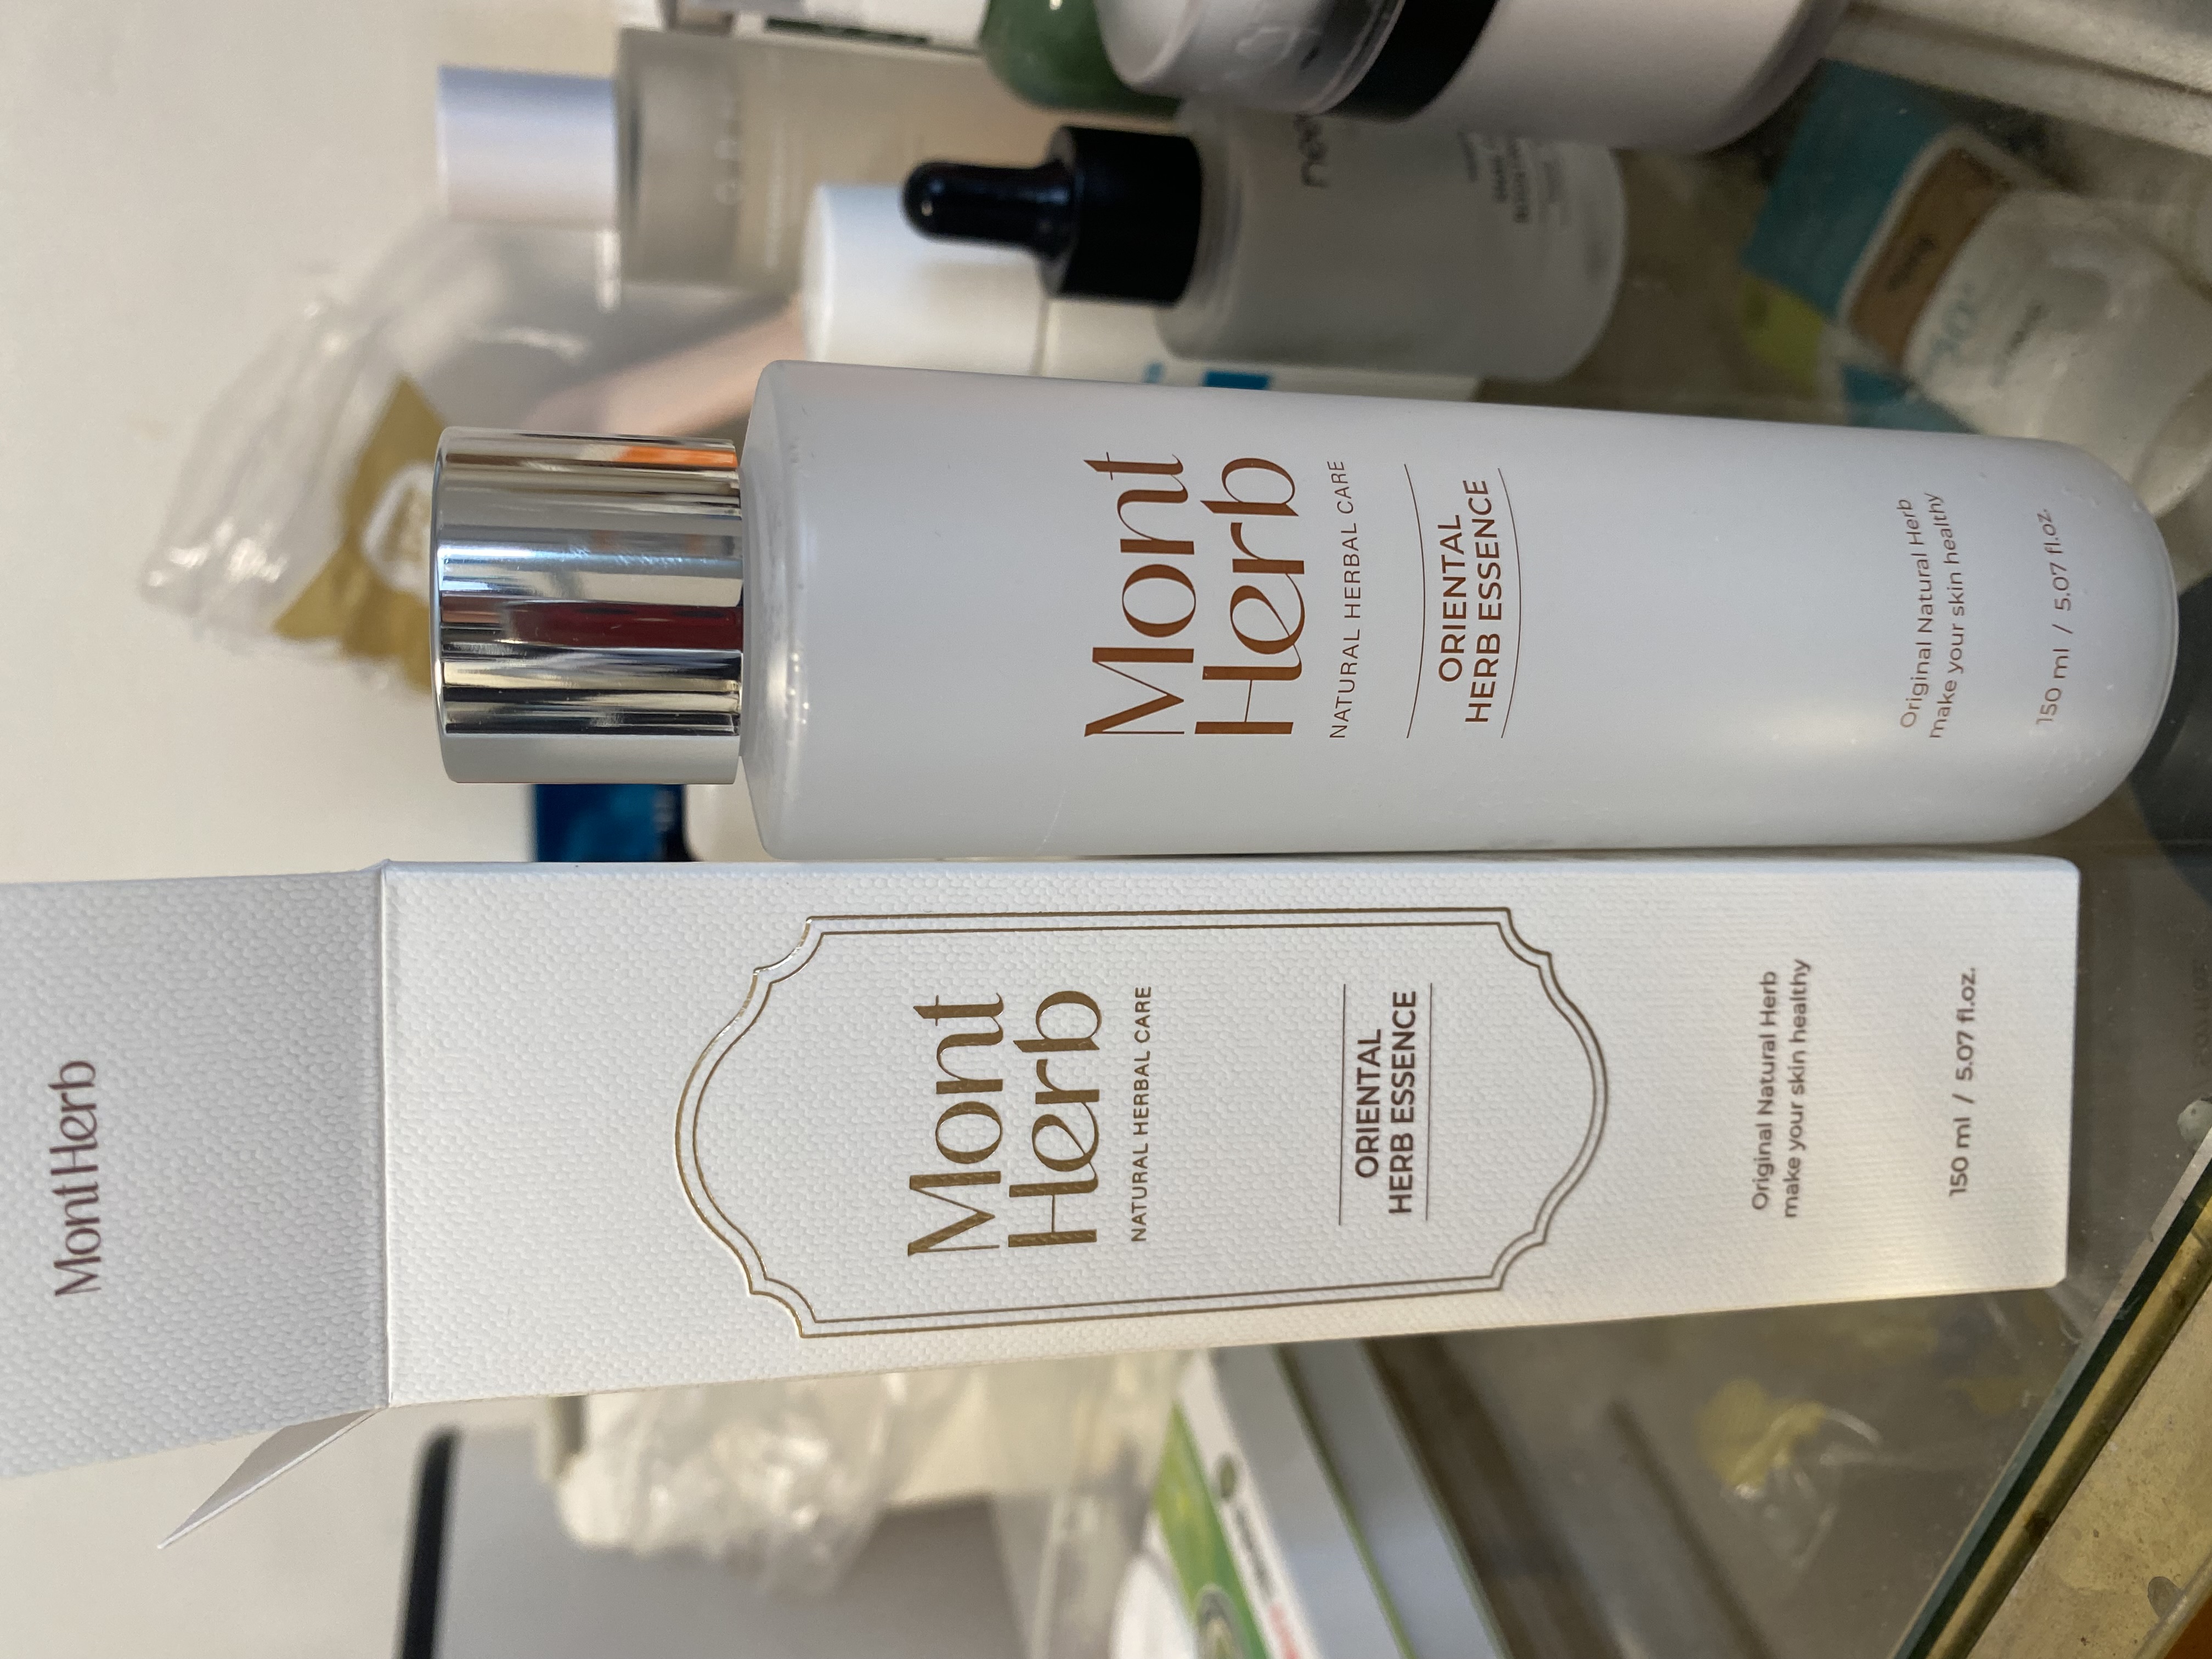 MontHerb
Mont
Herb
NATURAL HERBAL CARE
ORIENTAL
HERB ESSENCE
Original Natural Herb
make your skin healthy
150 ml / 5.07 fl.oz.
Mont
Herb
NATURAL HERBAL CARE
ORIENTAL
HERB ESSENCE
Original Natural Herb
make your skin healthy
150 ml / 5.07 fl.oz.